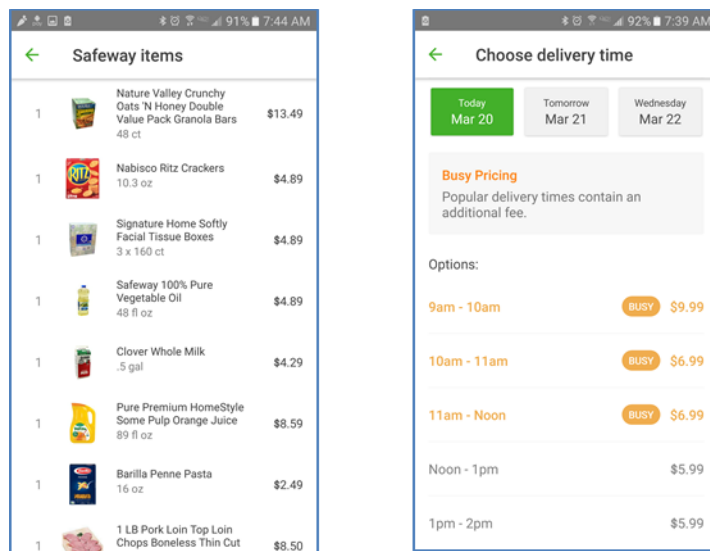 91% 7:44 AM
Safeway items
1
Nature Valley Crunchy
Oats 'N Honey Double
Value Pack Granola Bars
48 ct
$13.49
1
RITZ
Nabisco Ritz Crackers
10.3 oz
$4.89
1
Signature Home Softly
Facial Tissue Boxes
3 x 160 ct
$4.89
1
Safeway 100% Pure
Vegetable Oil
48 fl oz
$4.89
1
Clover Whole Milk
.5 gal
$4.29
1
Pure Premium HomeStyle
Some Pulp Orange Juice
89 fl oz
$8.59
1
Barilla Penne Pasta
16 oz
$2.49
1
1 LB Pork Loin Top Loin
Chops Boneless Thin Cut
$8.50
92% 7:39 AM
Choose delivery time
Today
Mar 20
Tomorrow
Mar 21
Wednesday
Mar 22
Busy Pricing
Popular delivery times contain an
additional fee.
Options:
9am - 10am BUSY $9.99
10am - 11am BUSY $6.99
11am - Noon BUSY $6.99
Noon - 1pm $5.99
1pm - 2pm $5.99